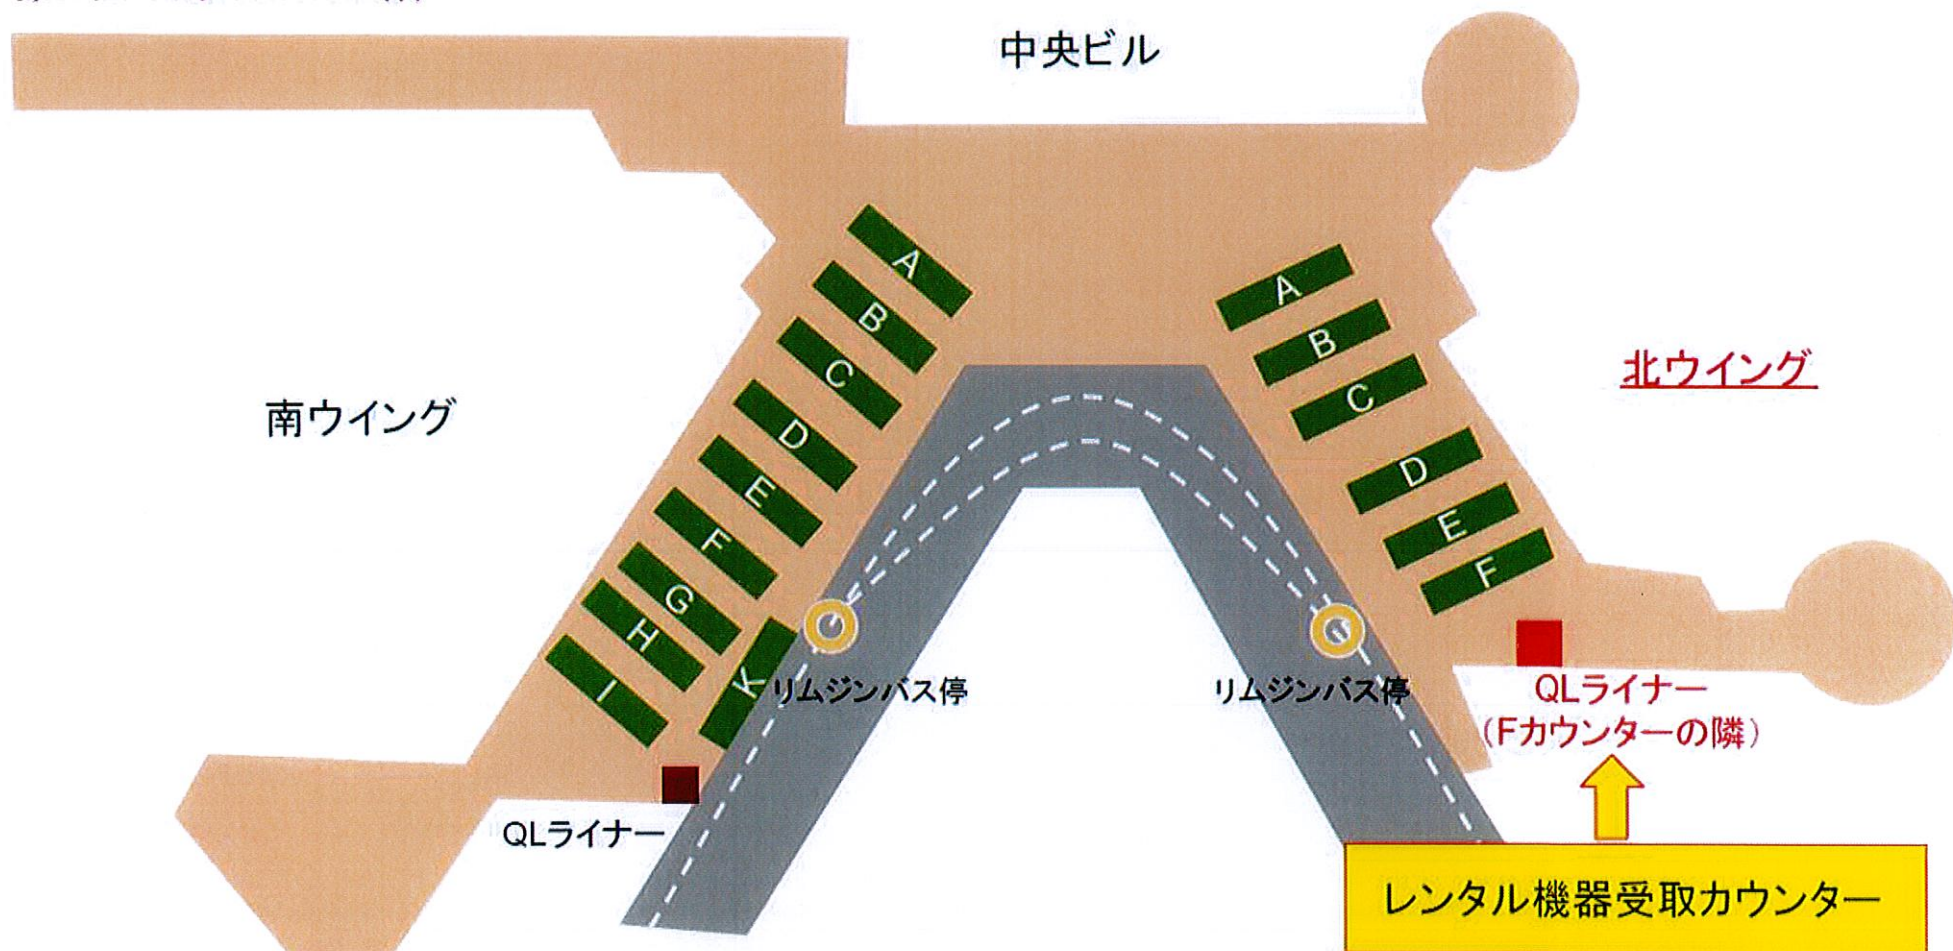 中央ビル
南ウイング
北ウイング
A
B
C
D
E
F
G
H
I
K
A
B
C
D
E
F
リムジンバス停
リムジンバス停
QLライナー
QLライナー
(Fカウンターの隣)
レンタル機器受取カウンター